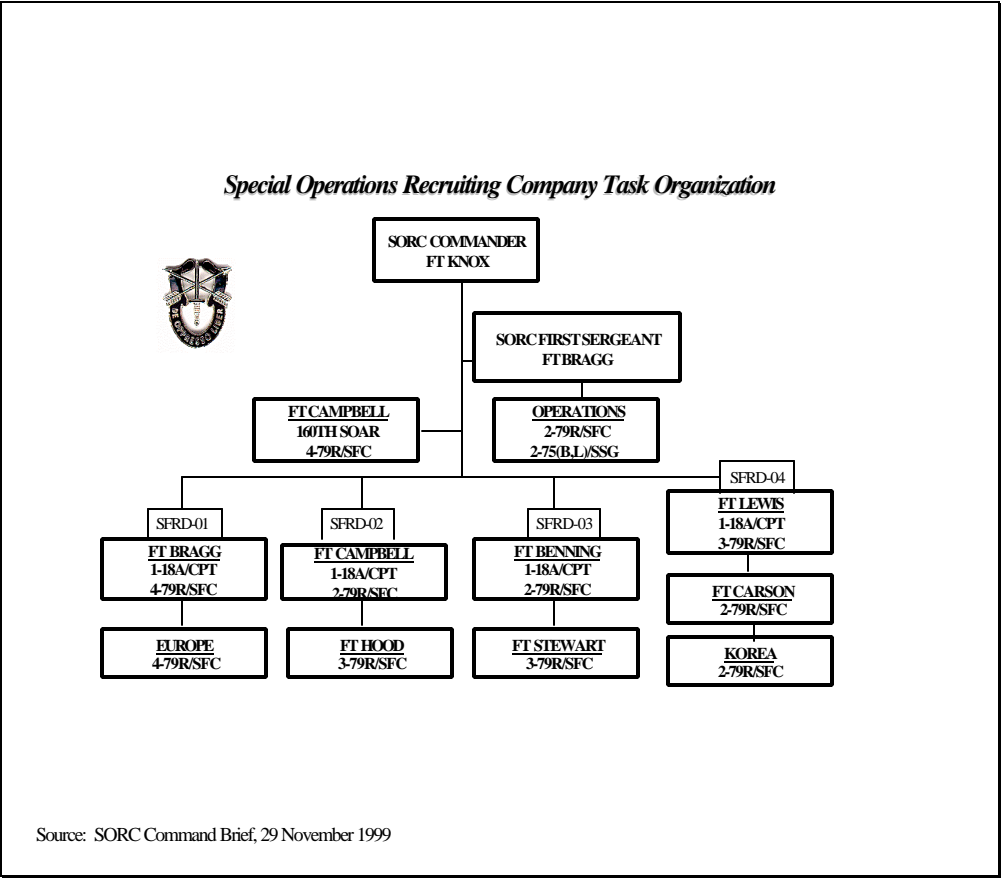 Special Operations Recruiting Company Task Organization
SORC COMMANDER
FT KNOX
DE OPPRESSO LIBER
SORC FIRST SERGEANT
FT BRAGG
FT CAMPBELL
160TH SOAR
4-79R/SFC
OPERATIONS
2-79R/SFC
2-75(B,L)/SSG
SFRD-01
FT BRAGG
1-18A/CPT
4-79R/SFC
EUROPE
4-79R/SFC
SFRD-02
FT CAMPBELL
1-18A/CPT
2-79R/SFC
FT HOOD
3-79R/SFC
SFRD-03
FT BENNING
1-18A/CPT
2-79R/SFC
FT STEWART
3-79R/SFC
SFRD-04
FT LEWIS
1-18A/CPT
3-79R/SFC
FT CARSON
2-79R/SFC
KOREA
2-79R/SFC
Source: SORC Command Brief, 29 November 1999